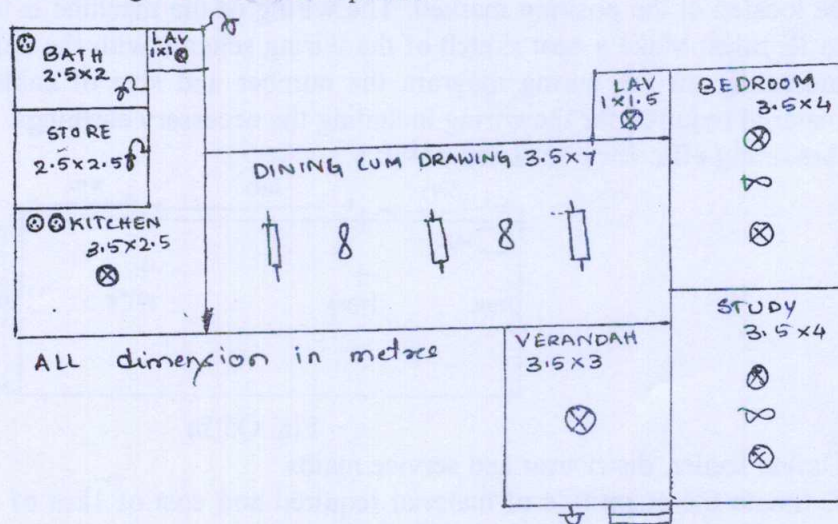 BATH
2.5×2
LAV
1×1
STORE
2.5×2.5
KITCHEN
3.5×2.5
DINING CUM DRAWING 3.5×7
LAV
1×1.5
BEDROOM
3.5×4
STUDY
3.5×4
VERANDAH
3.5×3
ALL dimension in metre